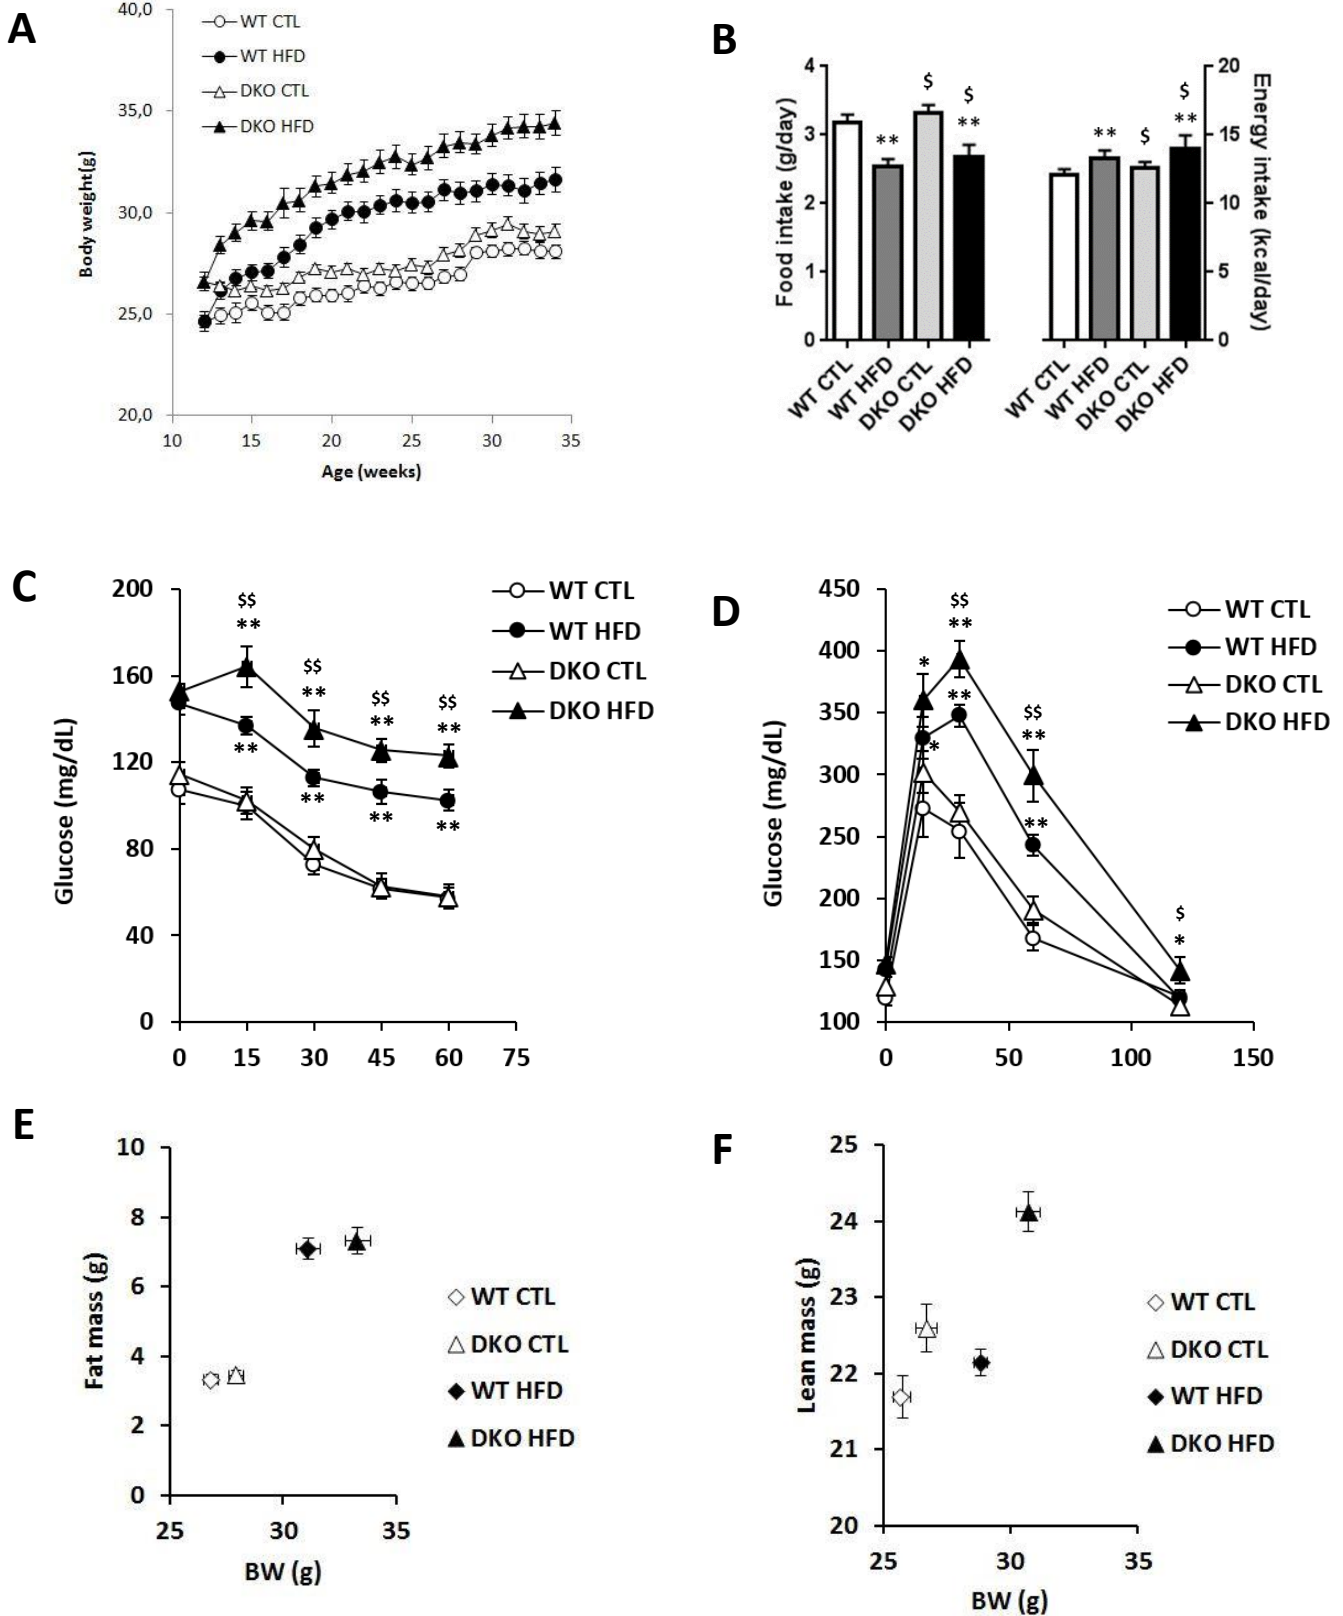 A
40,0
35,0
30,0
25,0
20,0
Body weight(g)
WT CTL
WT HFD
DKO CTL
DKO HFD
10 15 20 25 30 35
Age (weeks)
B
4
3
2
1
0
Food intake (g/day)
**
$
$
**
WT CTL
WT HFD
DKO CTL
DKO HFD
**
$
$
**
WT CTL
WT HFD
DKO CTL
DKO HFD
20
15
10
5
0
Energy intake (kcal/day)
C
200
160
120
80
40
0
Glucose (mg/dL)
$$
**
$$
**
$$
**
$$
**
**
**
**
**
WT CTL
WT HFD
DKO CTL
DKO HFD
0 15 30 45 60 75
D
450
400
350
300
250
200
150
100
Glucose (mg/dL)
$$
**
*
**
*
$$
**
**
$
*
WT CTL
WT HFD
DKO CTL
DKO HFD
0 50 100 150
E
10
8
6
4
2
0
Fat mass (g)
WT CTL
DKO CTL
WT HFD
DKO HFD
25 30 35
BW (g)
F
25
24
23
22
21
20
Lean mass (g)
WT CTL
DKO CTL
WT HFD
DKO HFD
25 30 35
BW (g)